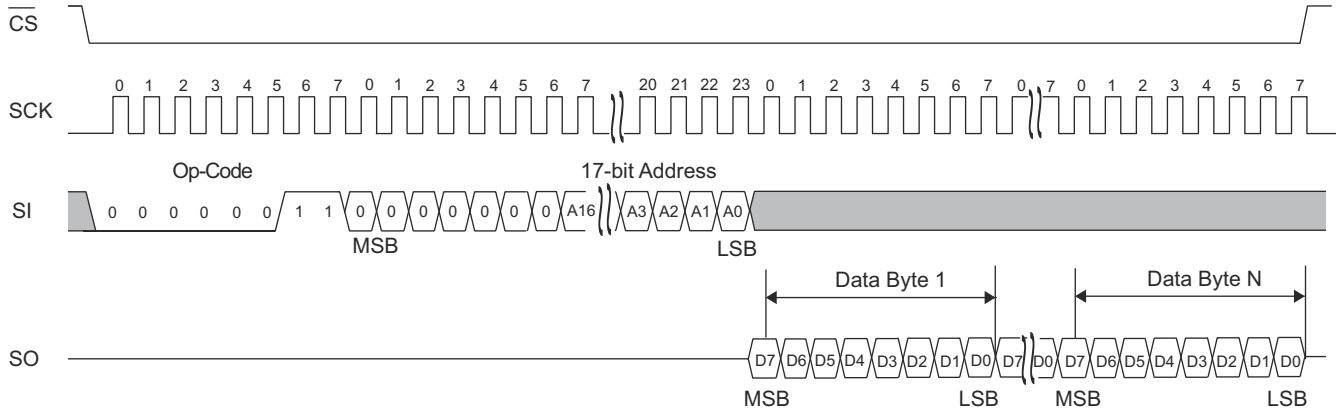 CS
0 1 2 3 4 5 6 7 0 1 2 3 4 5 6 7 20 21 22 23 0 1 2 3 4 5 6 7 0 7 0 1 2 3 4 5 6 7
SCK
Op-Code 17-bit Address
SI 0 0 0 0 0 0 1 1 0 0 0 0 0 0 0 A16 A3 A2 A1 A0
MSB LSB
Data Byte 1 Data Byte N
SO D7 D6 D5 D4 D3 D2 D1 D0 D7 D0 D7 D6 D5 D4 D3 D2 D1 D0
MSB LSB MSB LSB